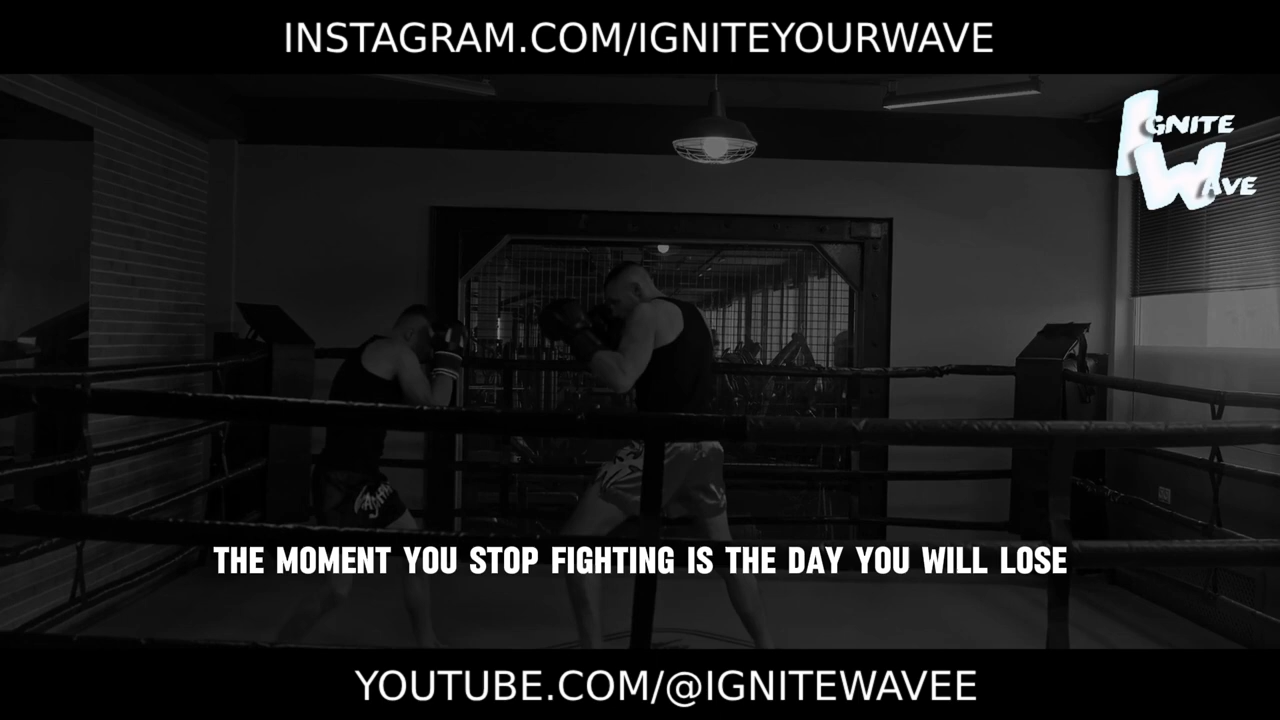 INSTAGRAM.COM/IGNITEYOURWAVE
IGNITE
WAVE
THE MOMENT YOU STOP FIGHTING IS THE DAY YOU WILL LOSE
YOUTUBE.COM/@IGNITEWAVEE